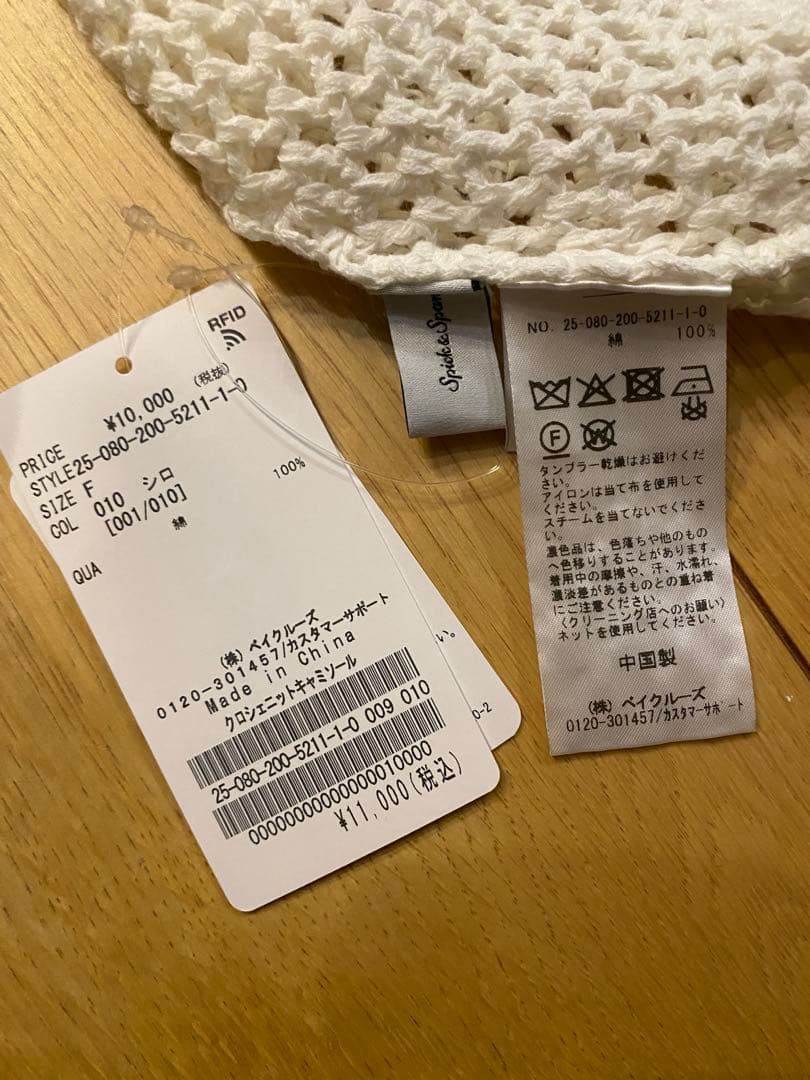 RFID
PRICE ¥10,000 (税抜)
STYLE25-080-200-5211-1-0
SIZE F
COL 010 シロ
[001/010]
QUA 綿 100%
(株) ベイクルーズ
0120-301457/カスタマーサポート
Made in China
クロシェニットキャミソール
25-080-200-5211-1-0 009 010
0000000000000010000
¥11,000(税込)
い。
0-2
Spick & Span
NO. 25-080-200-5211-1-0
綿 100%
F
W
タンブラー乾燥はお避けくだ
さい。
アイロンは当て布を使用して
ください。
スチームを当てないでくださ
い。
濃色品は、色落ちや他のもの
へ色移りすることがあります。
着用中の摩擦や、汗、水濡れ、
濃淡差があるものとの重ね着
にご注意ください。
〈クリーニング店へのお願い〉
ネットを使用してください。
中国製
(株) ベイクルーズ
0120-301457/カスタマーサポート